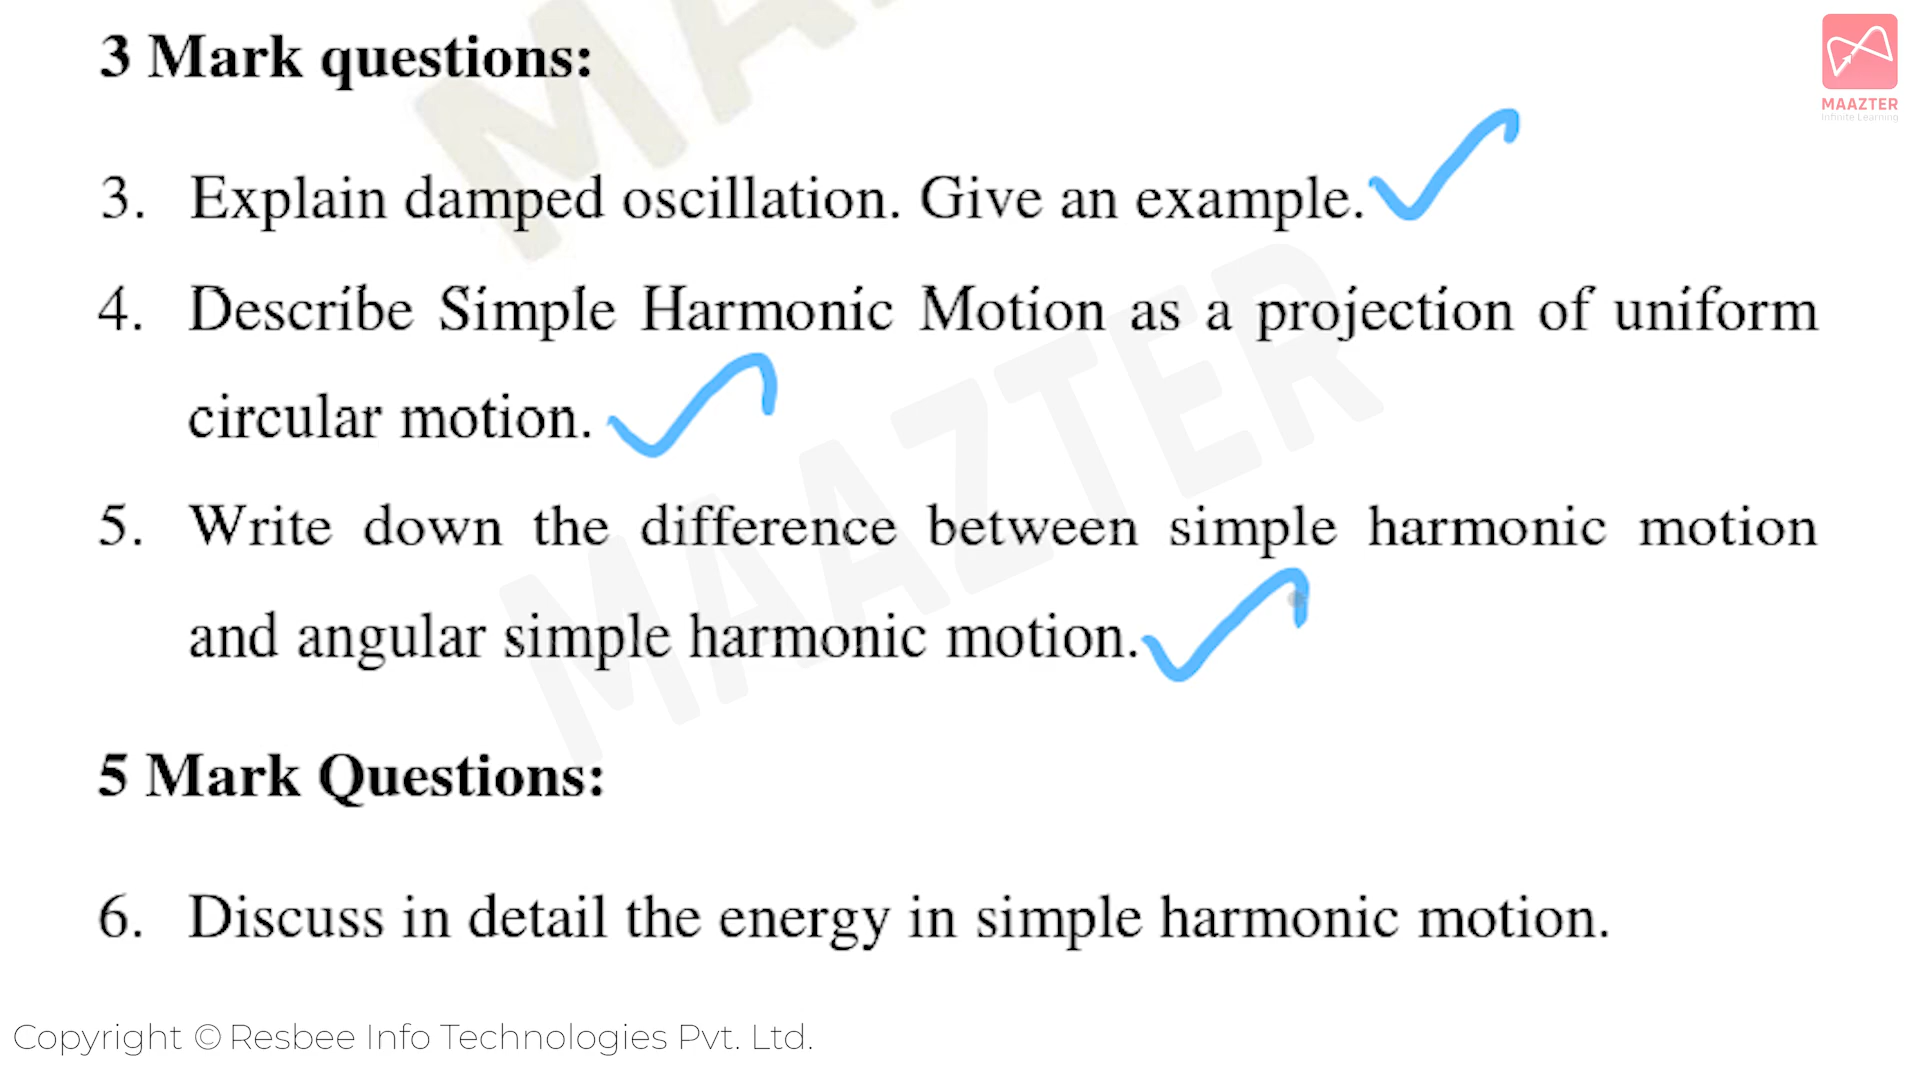 3 Mark questions:
MAAZTER
Infinite Learning
3. Explain damped oscillation. Give an example.
4. Describe Simple Harmonic Motion as a projection of uniform
circular motion.
MAAZTER
5. Write down the difference between simple harmonic motion
and angular simple harmonic motion.
5 Mark Questions:
6. Discuss in detail the energy in simple harmonic motion.
Copyright © Resbee Info Technologies Pvt. Ltd.